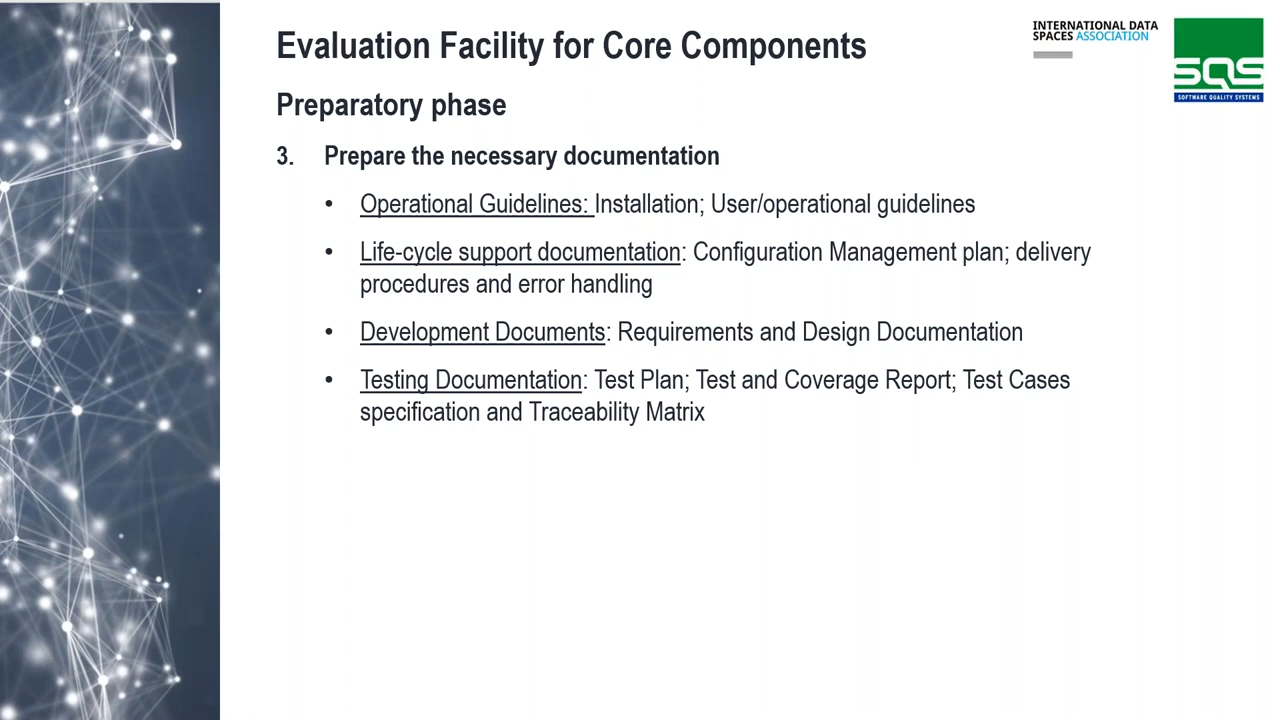 Evaluation Facility for Core Components
INTERNATIONAL DATA
SPACES ASSOCIATION
SQS
SOFTWARE QUALITY SYSTEMS
Preparatory phase
3. Prepare the necessary documentation
• Operational Guidelines: Installation; User/operational guidelines
• Life-cycle support documentation: Configuration Management plan; delivery
procedures and error handling
• Development Documents: Requirements and Design Documentation
• Testing Documentation: Test Plan; Test and Coverage Report; Test Cases
specification and Traceability Matrix